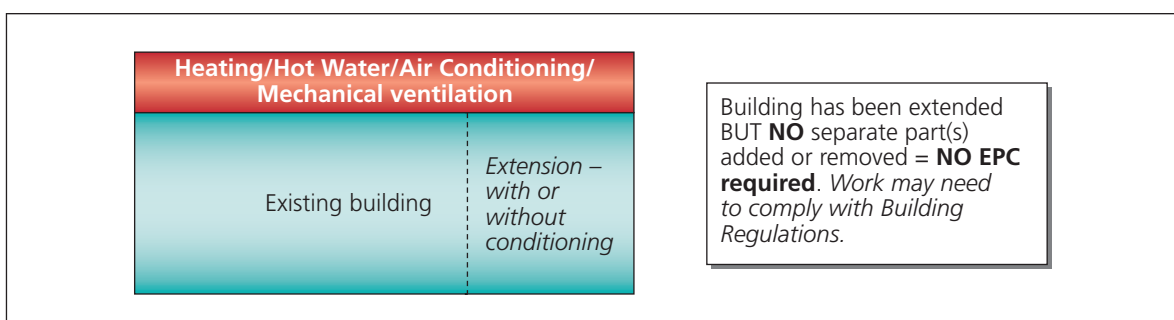 Heating/Hot Water/Air Conditioning/
Mechanical ventilation
Existing building
Extension –
with or
without
conditioning
Building has been extended
BUT NO separate part(s)
added or removed = NO EPC
required. Work may need
to comply with Building
Regulations.